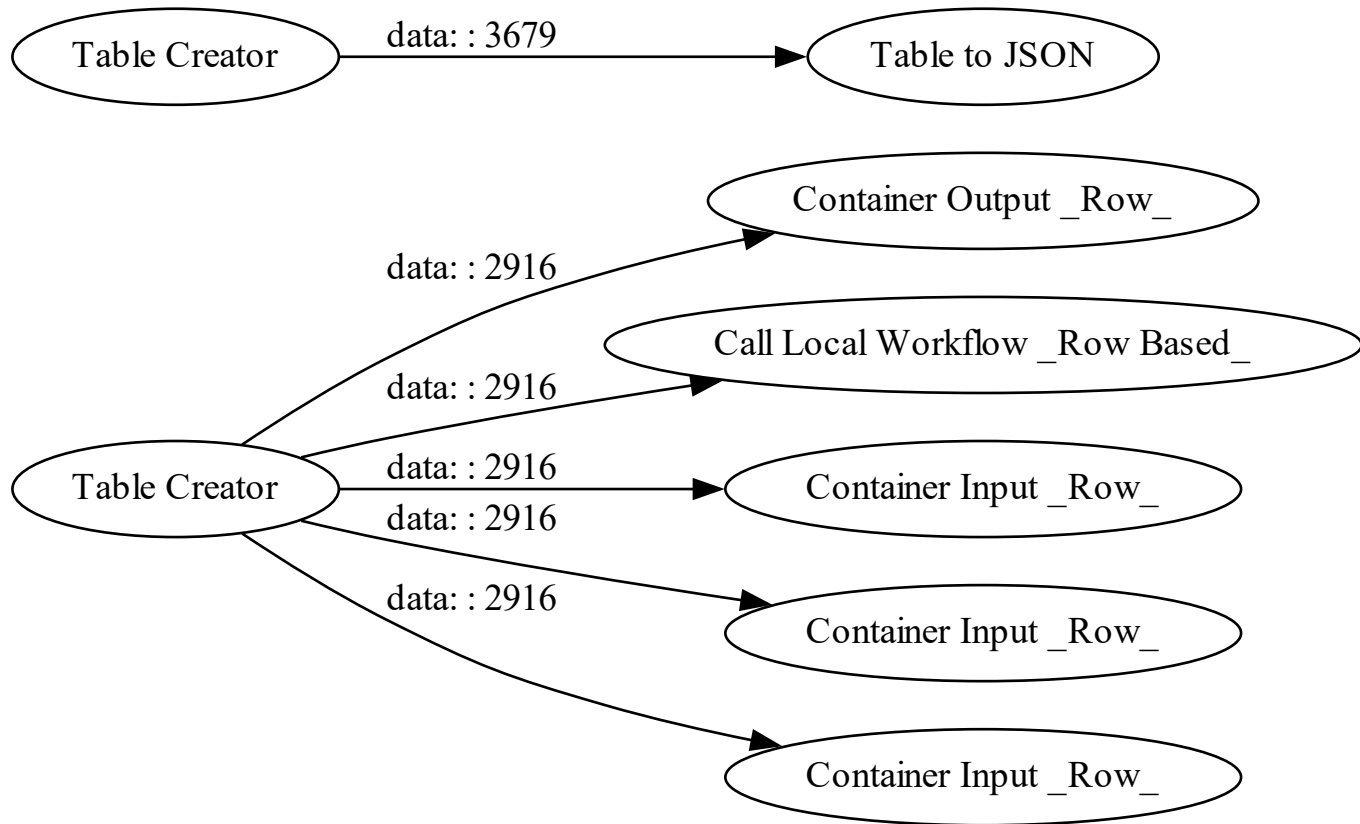 Table Creator
data: : 3679
Table to JSON
Container Output _Row_
data: : 2916
Call Local Workflow _Row Based_
data: : 2916
Table Creator
data: : 2916
Container Input _Row_
data: : 2916
Container Input _Row_
data: : 2916
Container Input _Row_